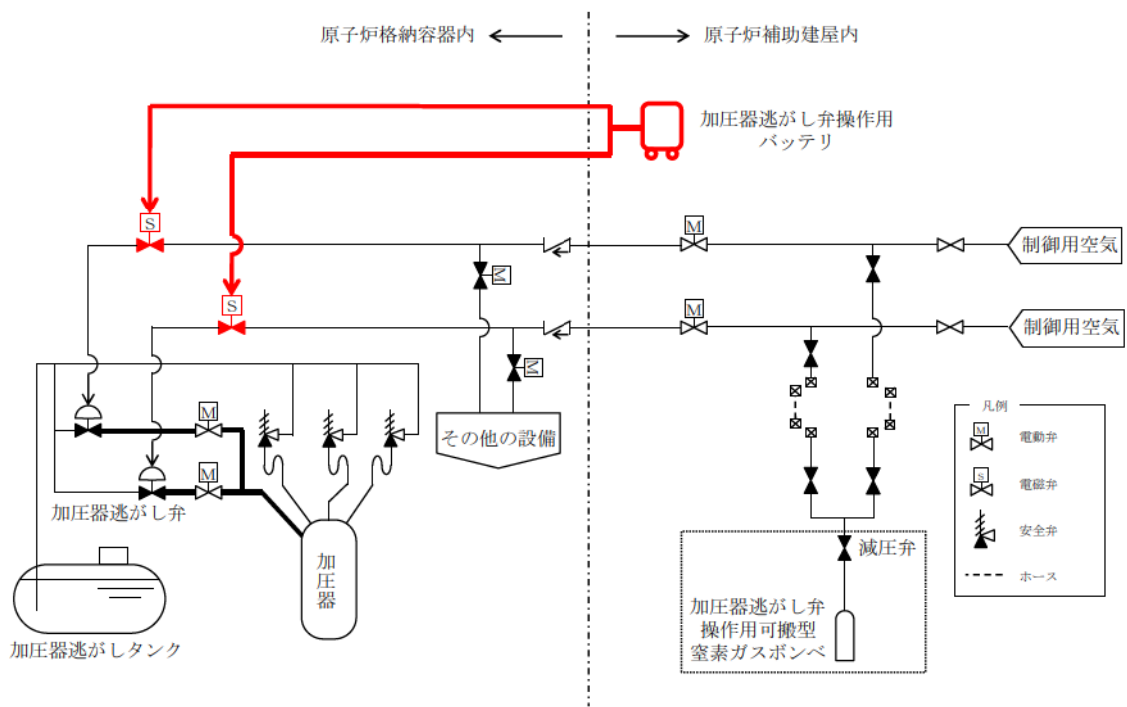 原子炉格納容器内
原子炉補助建屋内
加圧器逃がし弁操作用
バッテリ
S
M
制御用空気
M
S
M
制御用空気
M
M
M
その他の設備
加圧器逃がし弁
加圧器
加圧器逃がしタンク
減圧弁
加圧器逃がし弁
操作用可搬型
窒素ガスボンベ
凡例
M
電動弁
S
電磁弁
安全弁
ホース